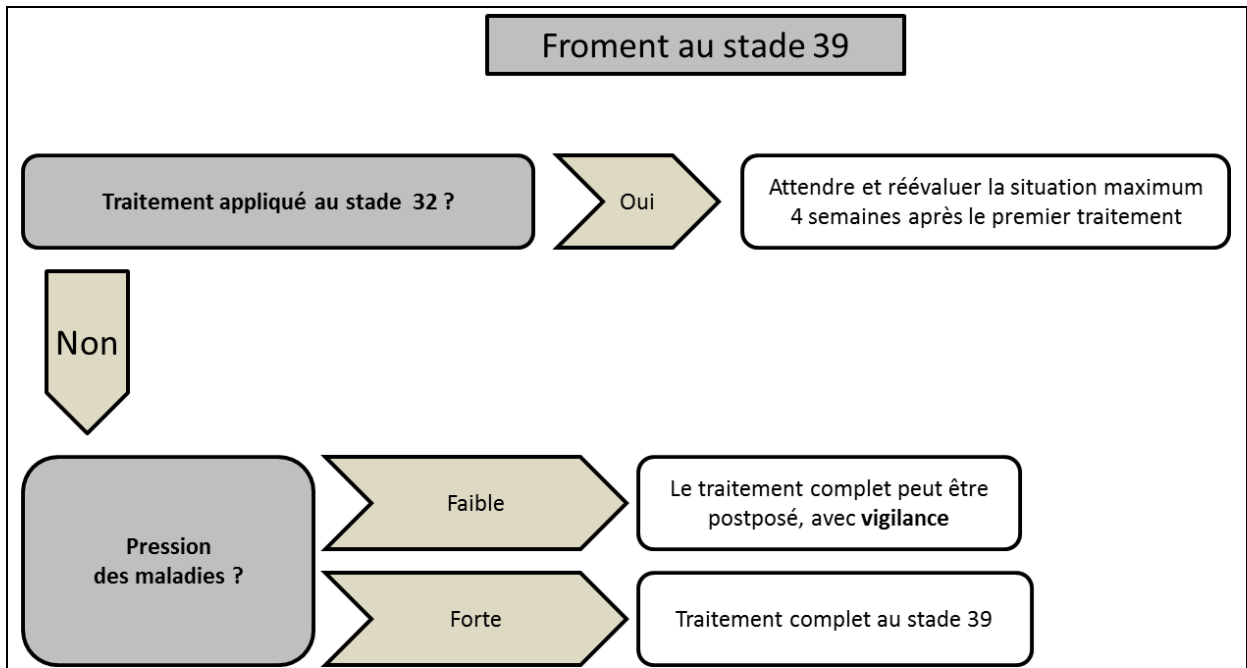 Froment au stade 39
Traitement appliqué au stade 32 ?
Oui
Attendre et réévaluer la situation maximum
4 semaines après le premier traitement
Non
Pression
des maladies ?
Faible
Le traitement complet peut être
postposé, avec vigilance
Forte
Traitement complet au stade 39